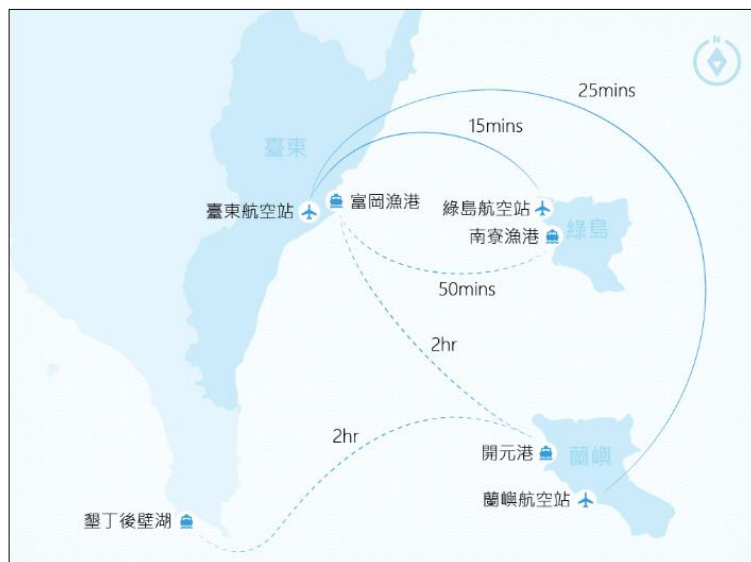 N
25mins
15mins
臺東
富岡漁港
臺東航空站
綠島航空站
南寮漁港
綠島
50mins
2hr
2hr
開元港
蘭嶼
蘭嶼航空站
墾丁後壁湖